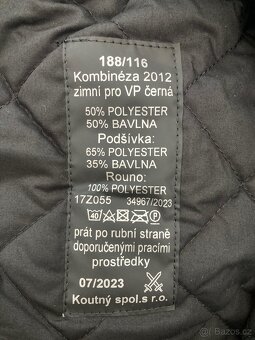 188/116
Kombinéza 2012
zimní pro VP černá
50% POLYESTER
50% BAVLNA
Podšívka:
65% POLYESTER
35% BAVLNA
Rouno:
100% POLYESTER
17Z055 34967/2023
40 P
prát po rubní straně
doporučenými pracími
prostředky
07/2023
Koutný spol.s r.o.
Bazos.cz